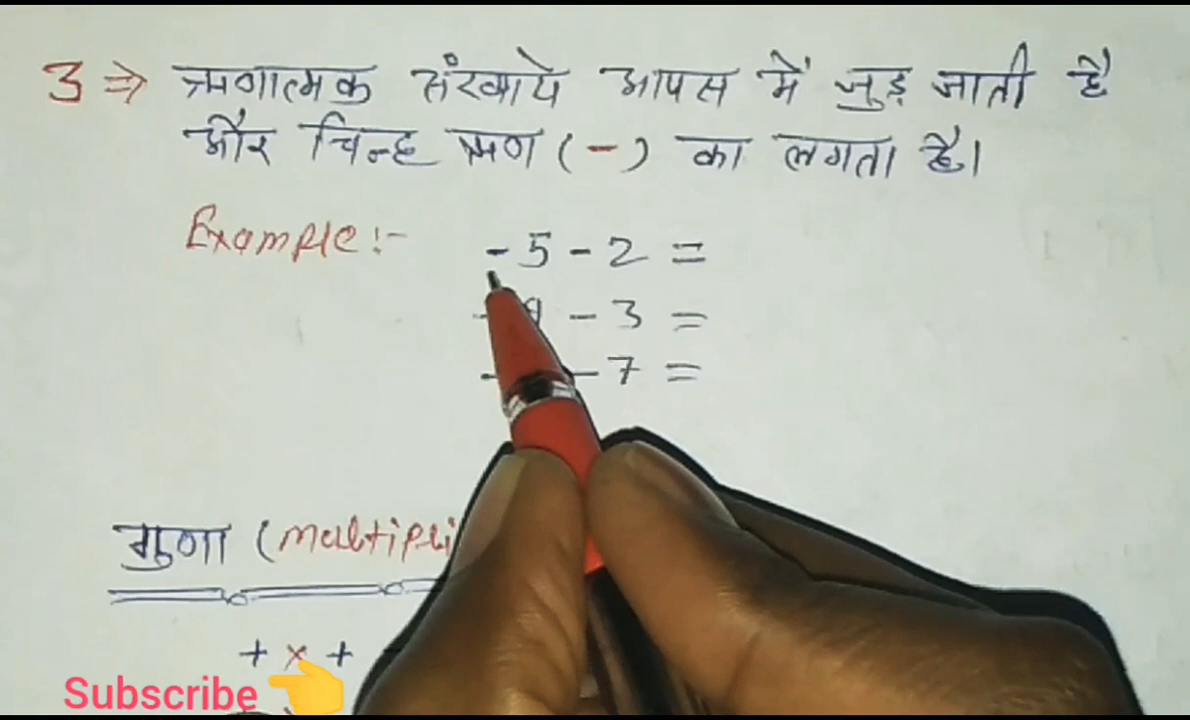 3 ⇒ ऋणात्मक संख्याये आपस में जुड़ जाती है
और चिन्ह ऋण (-) का लगता है।
Example:-
- 5 - 2 =
- 3 =
- 7 =
गुणा (multipli
+ × +
Subscribe